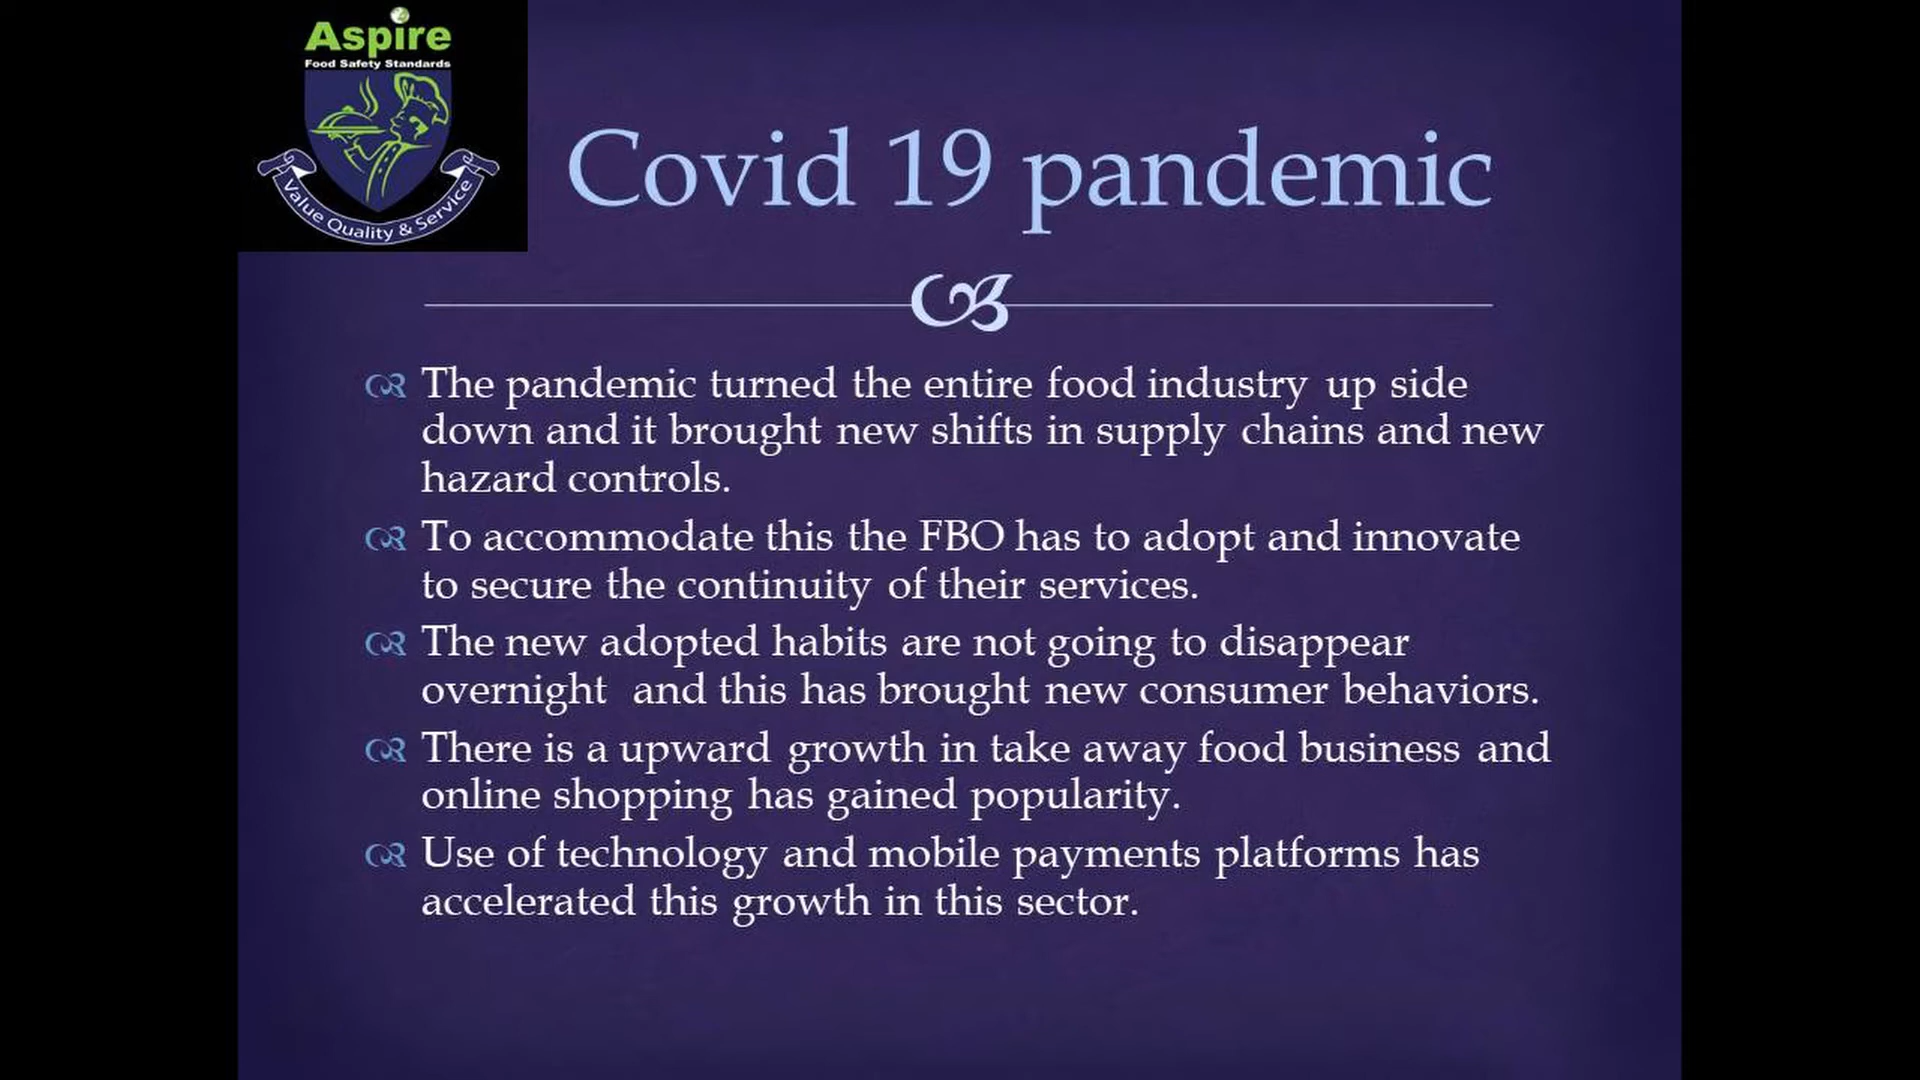 Aspire
Food Safety Standards
Value Quality & Service
Covid 19 pandemic
The pandemic turned the entire food industry up side
down and it brought new shifts in supply chains and new
hazard controls.
To accommodate this the FBO has to adopt and innovate
to secure the continuity of their services.
The new adopted habits are not going to disappear
overnight and this has brought new consumer behaviors.
There is a upward growth in take away food business and
online shopping has gained popularity.
Use of technology and mobile payments platforms has
accelerated this growth in this sector.